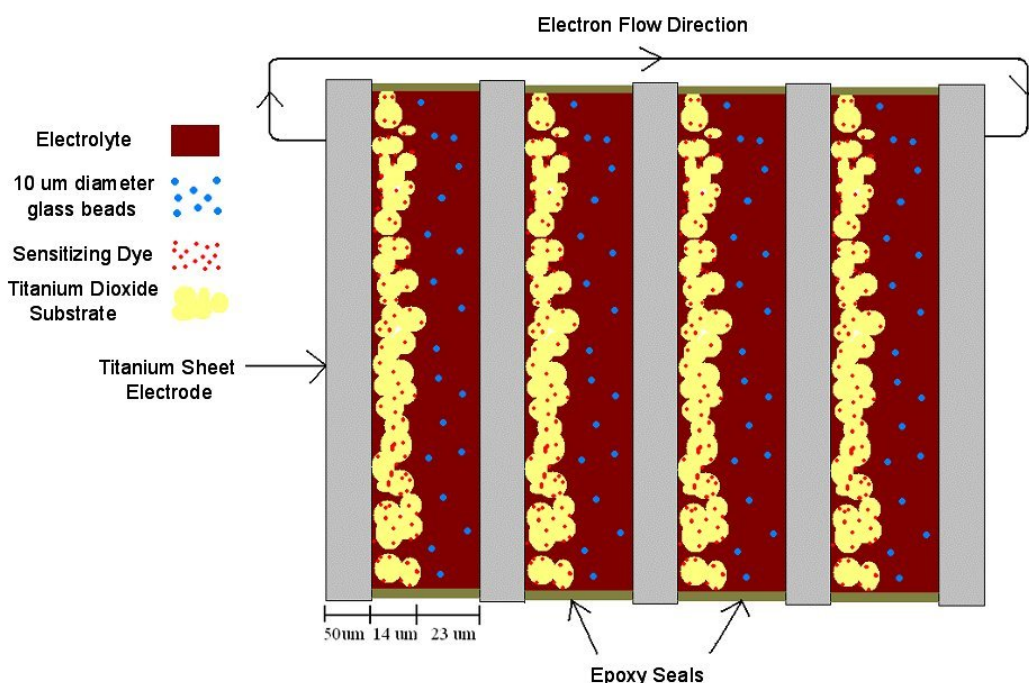 Electron Flow Direction
Electrolyte
10 um diameter
glass beads
Sensitizing Dye
Titanium Dioxide
Substrate
Titanium Sheet
Electrode
50um 14 um 23 um
Epoxy Seals